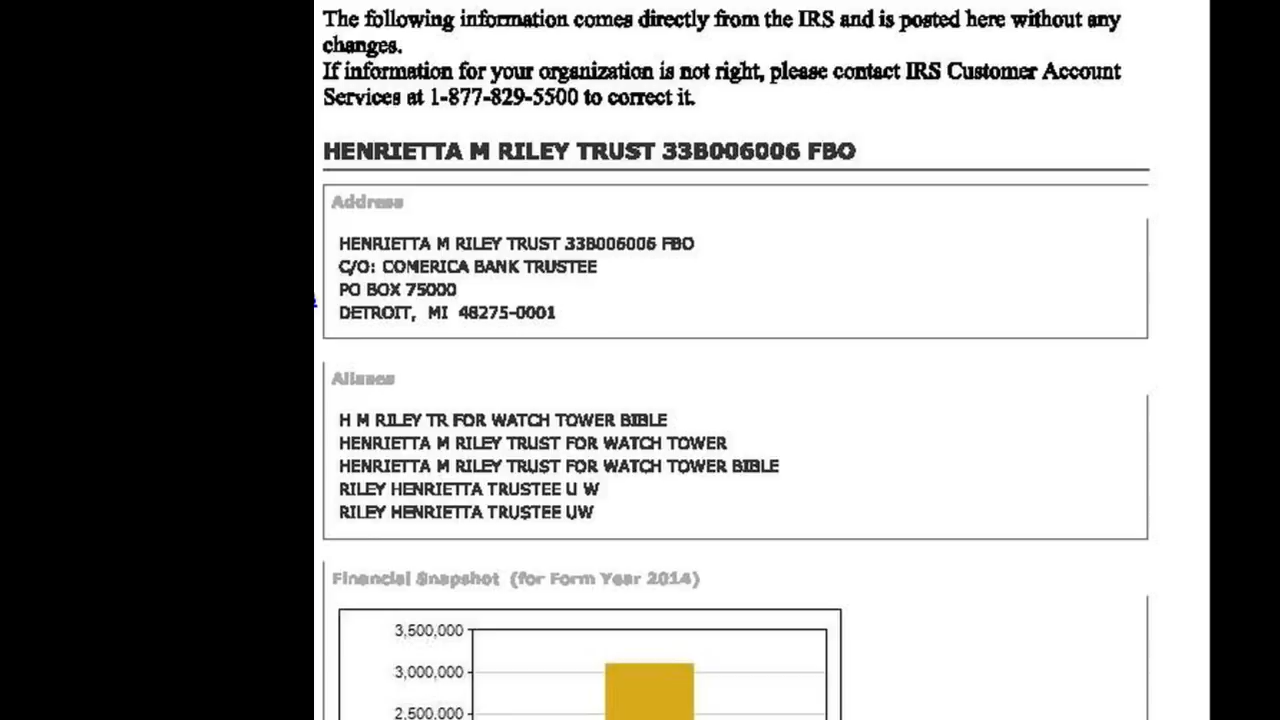 The following information comes directly from the IRS and is posted here without any
changes.
If information for your organization is not right, please contact IRS Customer Account
Services at 1-877-829-5500 to correct it.
HENRIETTA M RILEY TRUST 33B006006 FBO
Address
HENRIETTA M RILEY TRUST 33B006006 FBO
C/O: COMERICA BANK TRUSTEE
PO BOX 75000
DETROIT, MI 48275-0001
Aliases
H M RILEY TR FOR WATCH TOWER BIBLE
HENRIETTA M RILEY TRUST FOR WATCH TOWER
HENRIETTA M RILEY TRUST FOR WATCH TOWER BIBLE
RILEY HENRIETTA TRUSTEE U W
RILEY HENRIETTA TRUSTEE UW
Financial Snapshot (for Form Year 2014)
3,500,000
3,000,000
2,500,000